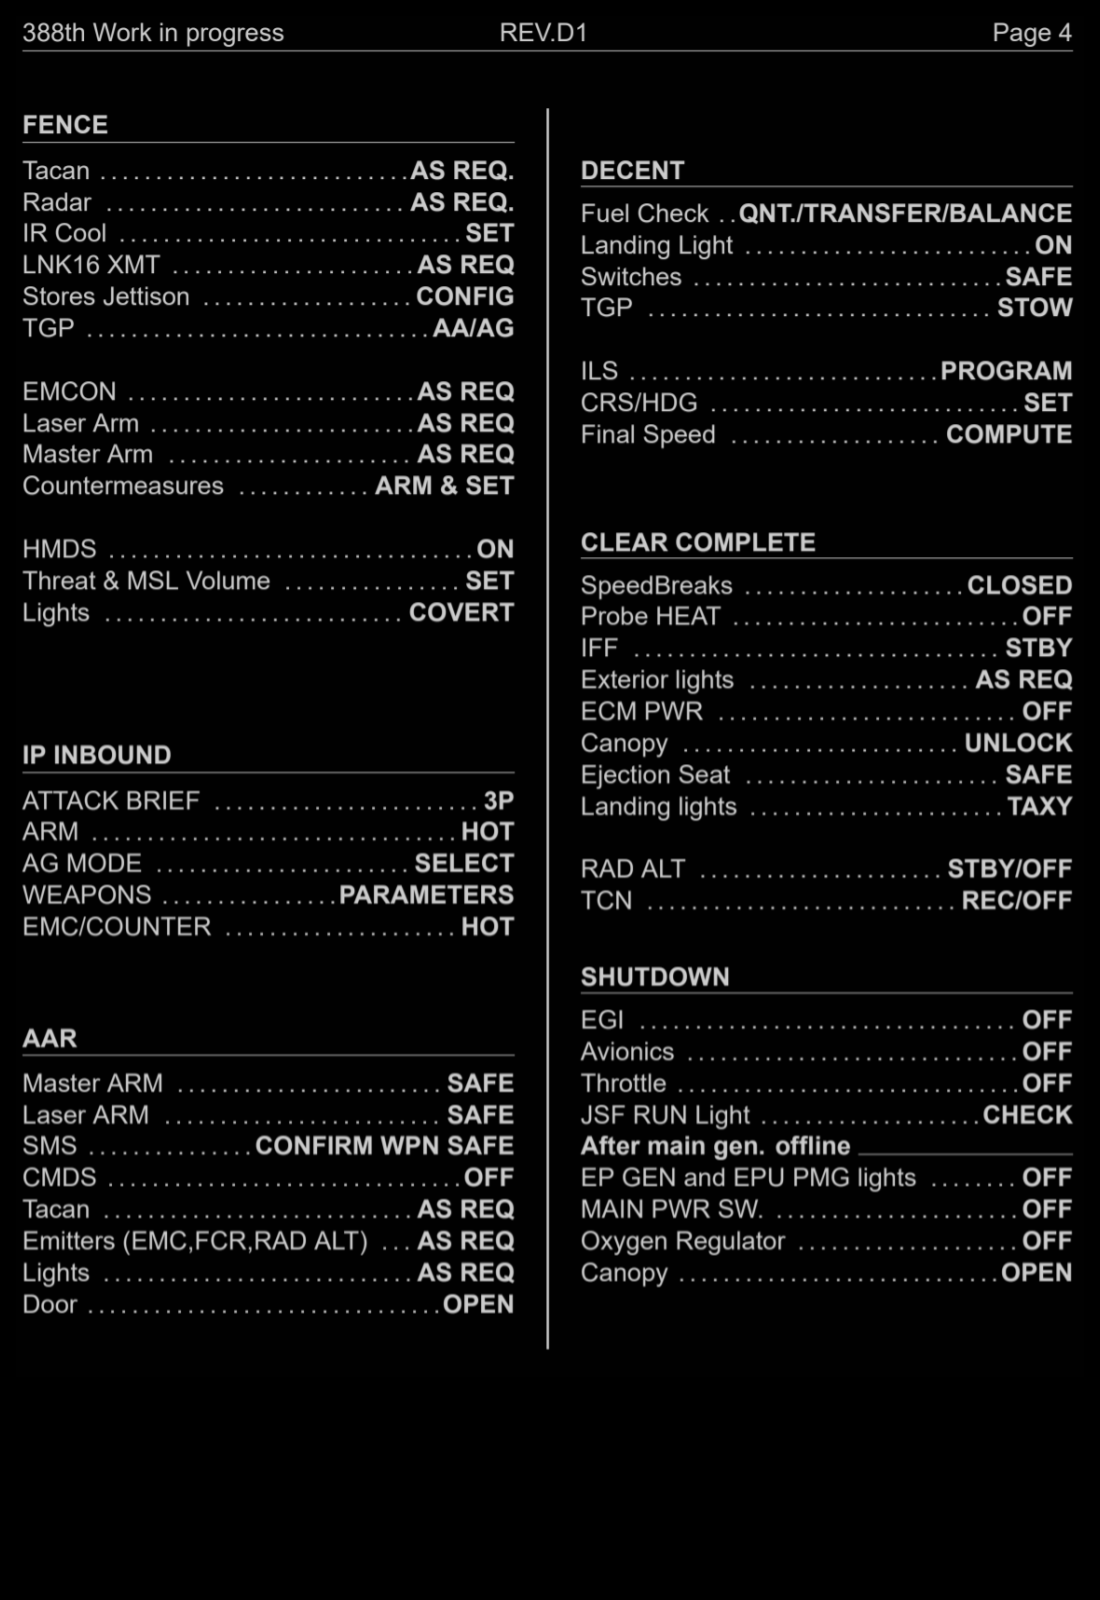 388th Work in progress REV.D1 Page 4
FENCE
Tacan ............................ AS REQ.
Radar ........................... AS REQ.
IR Cool ............................... SET
LNK16 XMT ...................... AS REQ
Stores Jettison ................... CONFIG
TGP ............................... AA/AG
EMCON .......................... AS REQ
Laser Arm ........................ AS REQ
Master Arm ...................... AS REQ
Countermeasures ............ ARM & SET
HMDS ................................. ON
Threat & MSL Volume ................ SET
Lights ........................... COVERT
IP INBOUND
ATTACK BRIEF ........................ 3P
ARM ................................. HOT
AG MODE ....................... SELECT
WEAPONS ................ PARAMETERS
EMC/COUNTER ..................... HOT
AAR
Master ARM ........................ SAFE
Laser ARM ......................... SAFE
SMS ............... CONFIRM WPN SAFE
CMDS ................................ OFF
Tacan ............................ AS REQ
Emitters (EMC,FCR,RAD ALT) ... AS REQ
Lights ............................ AS REQ
Door ................................ OPEN
DECENT
Fuel Check .. QNT./TRANSFER/BALANCE
Landing Light .......................... ON
Switches .............................. SAFE
TGP ............................... STOW
ILS ............................ PROGRAM
CRS/HDG ............................ SET
Final Speed ................... COMPUTE
CLEAR COMPLETE
SpeedBreaks .................... CLOSED
Probe HEAT .......................... OFF
IFF ................................. STBY
Exterior lights .................... AS REQ
ECM PWR ........................... OFF
Canopy ......................... UNLOCK
Ejection Seat ....................... SAFE
Landing lights ....................... TAXY
RAD ALT ...................... STBY/OFF
TCN ............................ REC/OFF
SHUTDOWN
EGI .................................. OFF
Avionics .............................. OFF
Throttle ............................... OFF
JSF RUN Light .................... CHECK
After main gen. offline
EP GEN and EPU PMG lights ........ OFF
MAIN PWR SW. ...................... OFF
Oxygen Regulator .................... OFF
Canopy ............................. OPEN